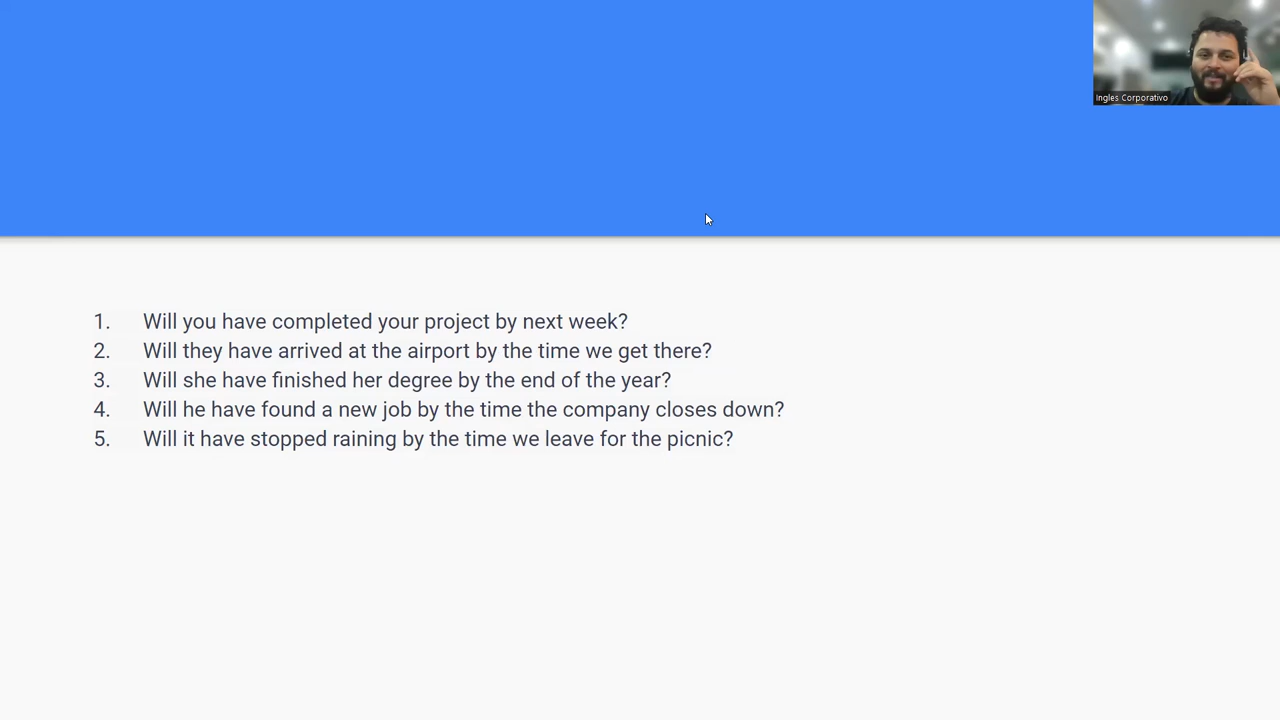 Ingles Corporativo
1. Will you have completed your project by next week?
2. Will they have arrived at the airport by the time we get there?
3. Will she have finished her degree by the end of the year?
4. Will he have found a new job by the time the company closes down?
5. Will it have stopped raining by the time we leave for the picnic?